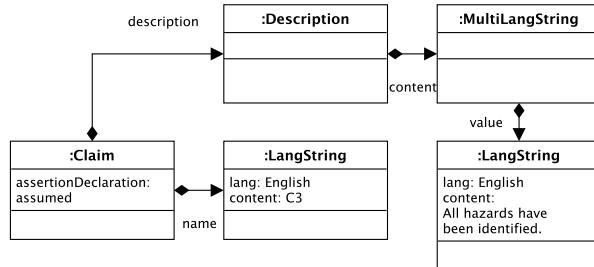 description
:Description
:MultiLangString
content
value
:Claim
assertionDeclaration:
assumed
name
:LangString
lang: English
content: C3
:LangString
lang: English
content:
All hazards have
been identified.